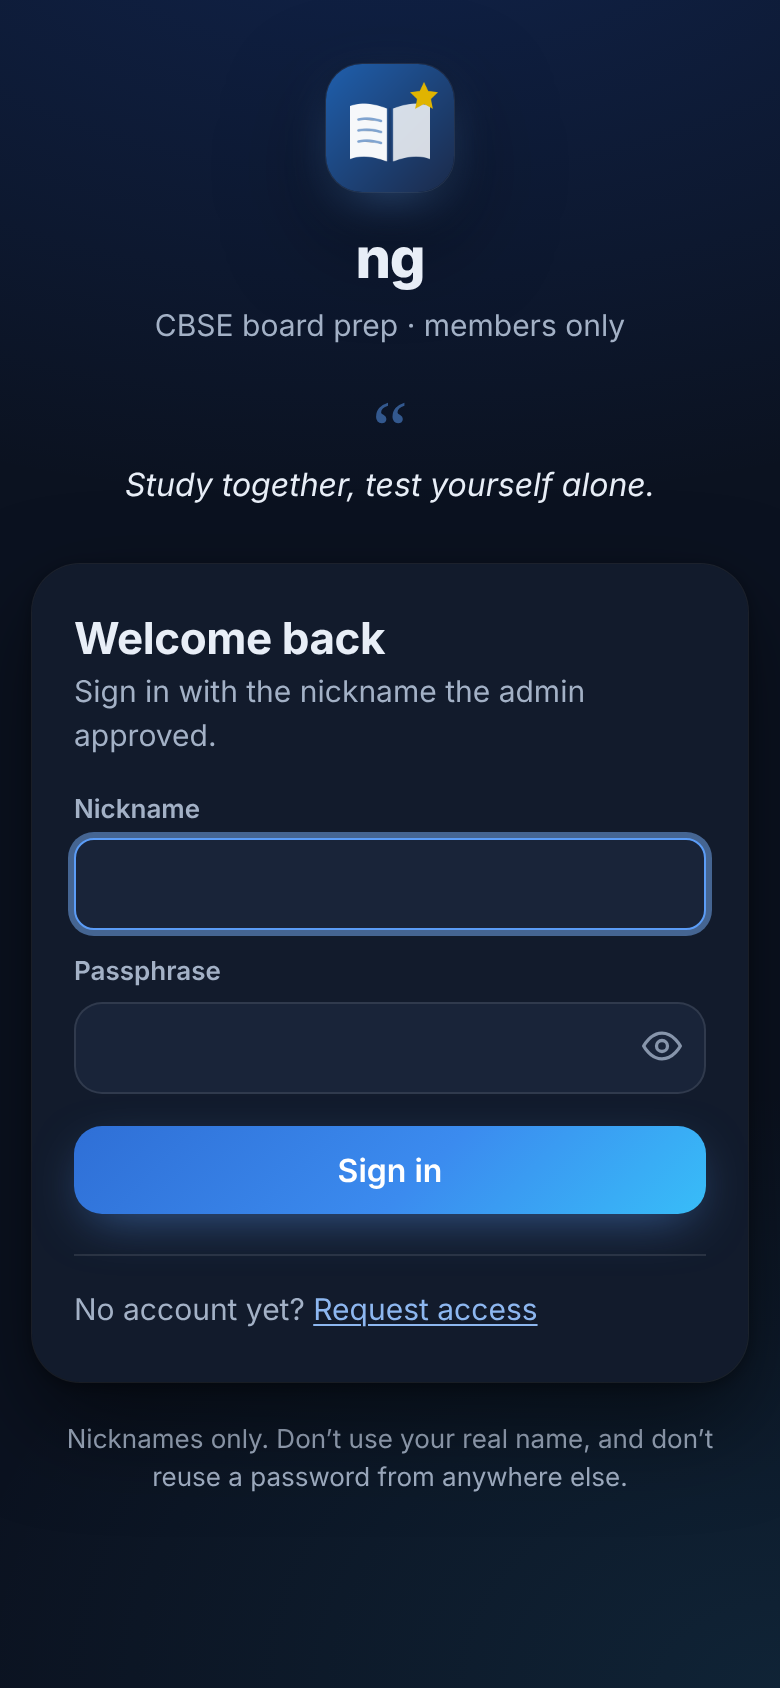 ng
CBSE board prep · members only
“
Study together, test yourself alone.
Welcome back
Sign in with the nickname the admin
approved.
Nickname
Passphrase
Sign in
No account yet? Request access
Nicknames only. Don’t use your real name, and don’t
reuse a password from anywhere else.